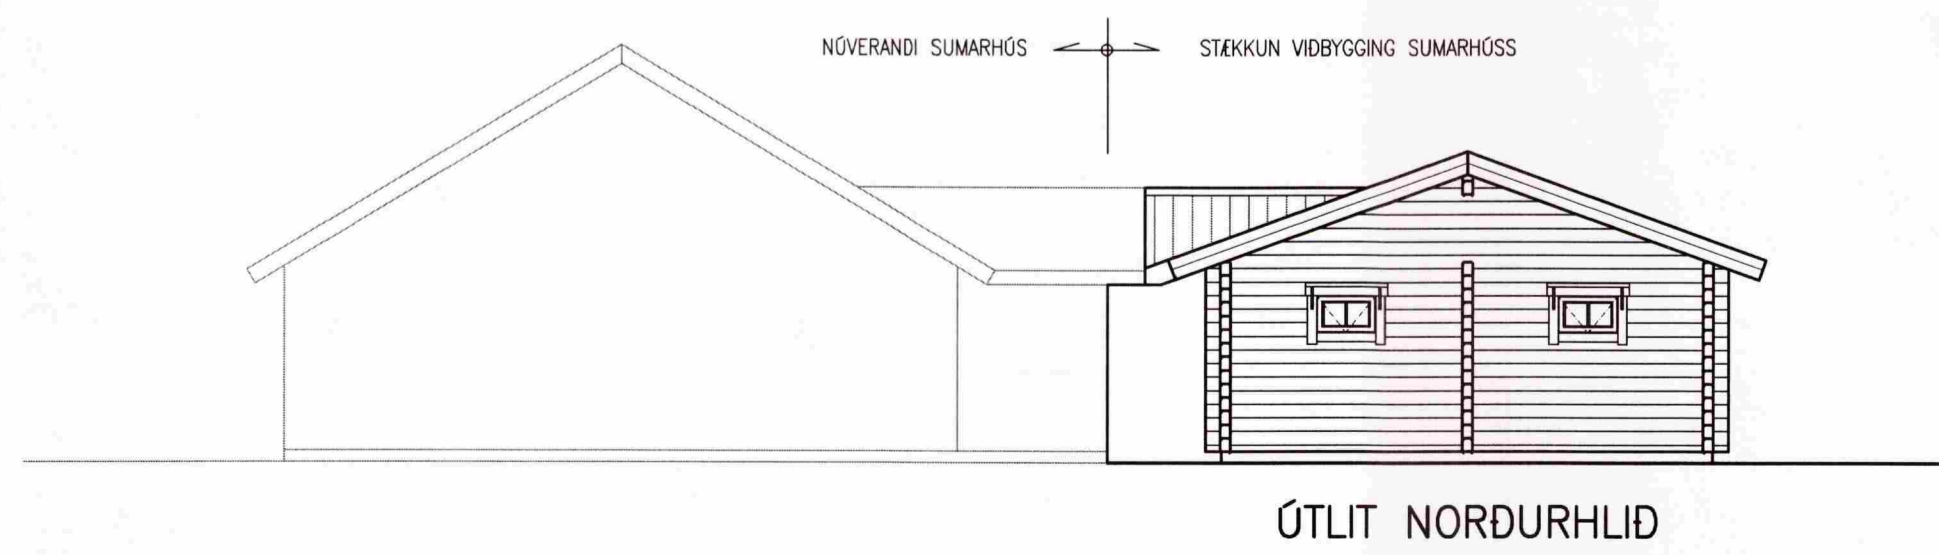 NÚVERANDI SUMARHÚS
STÆKKUN VIÐBYGGING SUMARHÚSS
ÚTLIT NORÐURHLIÐ